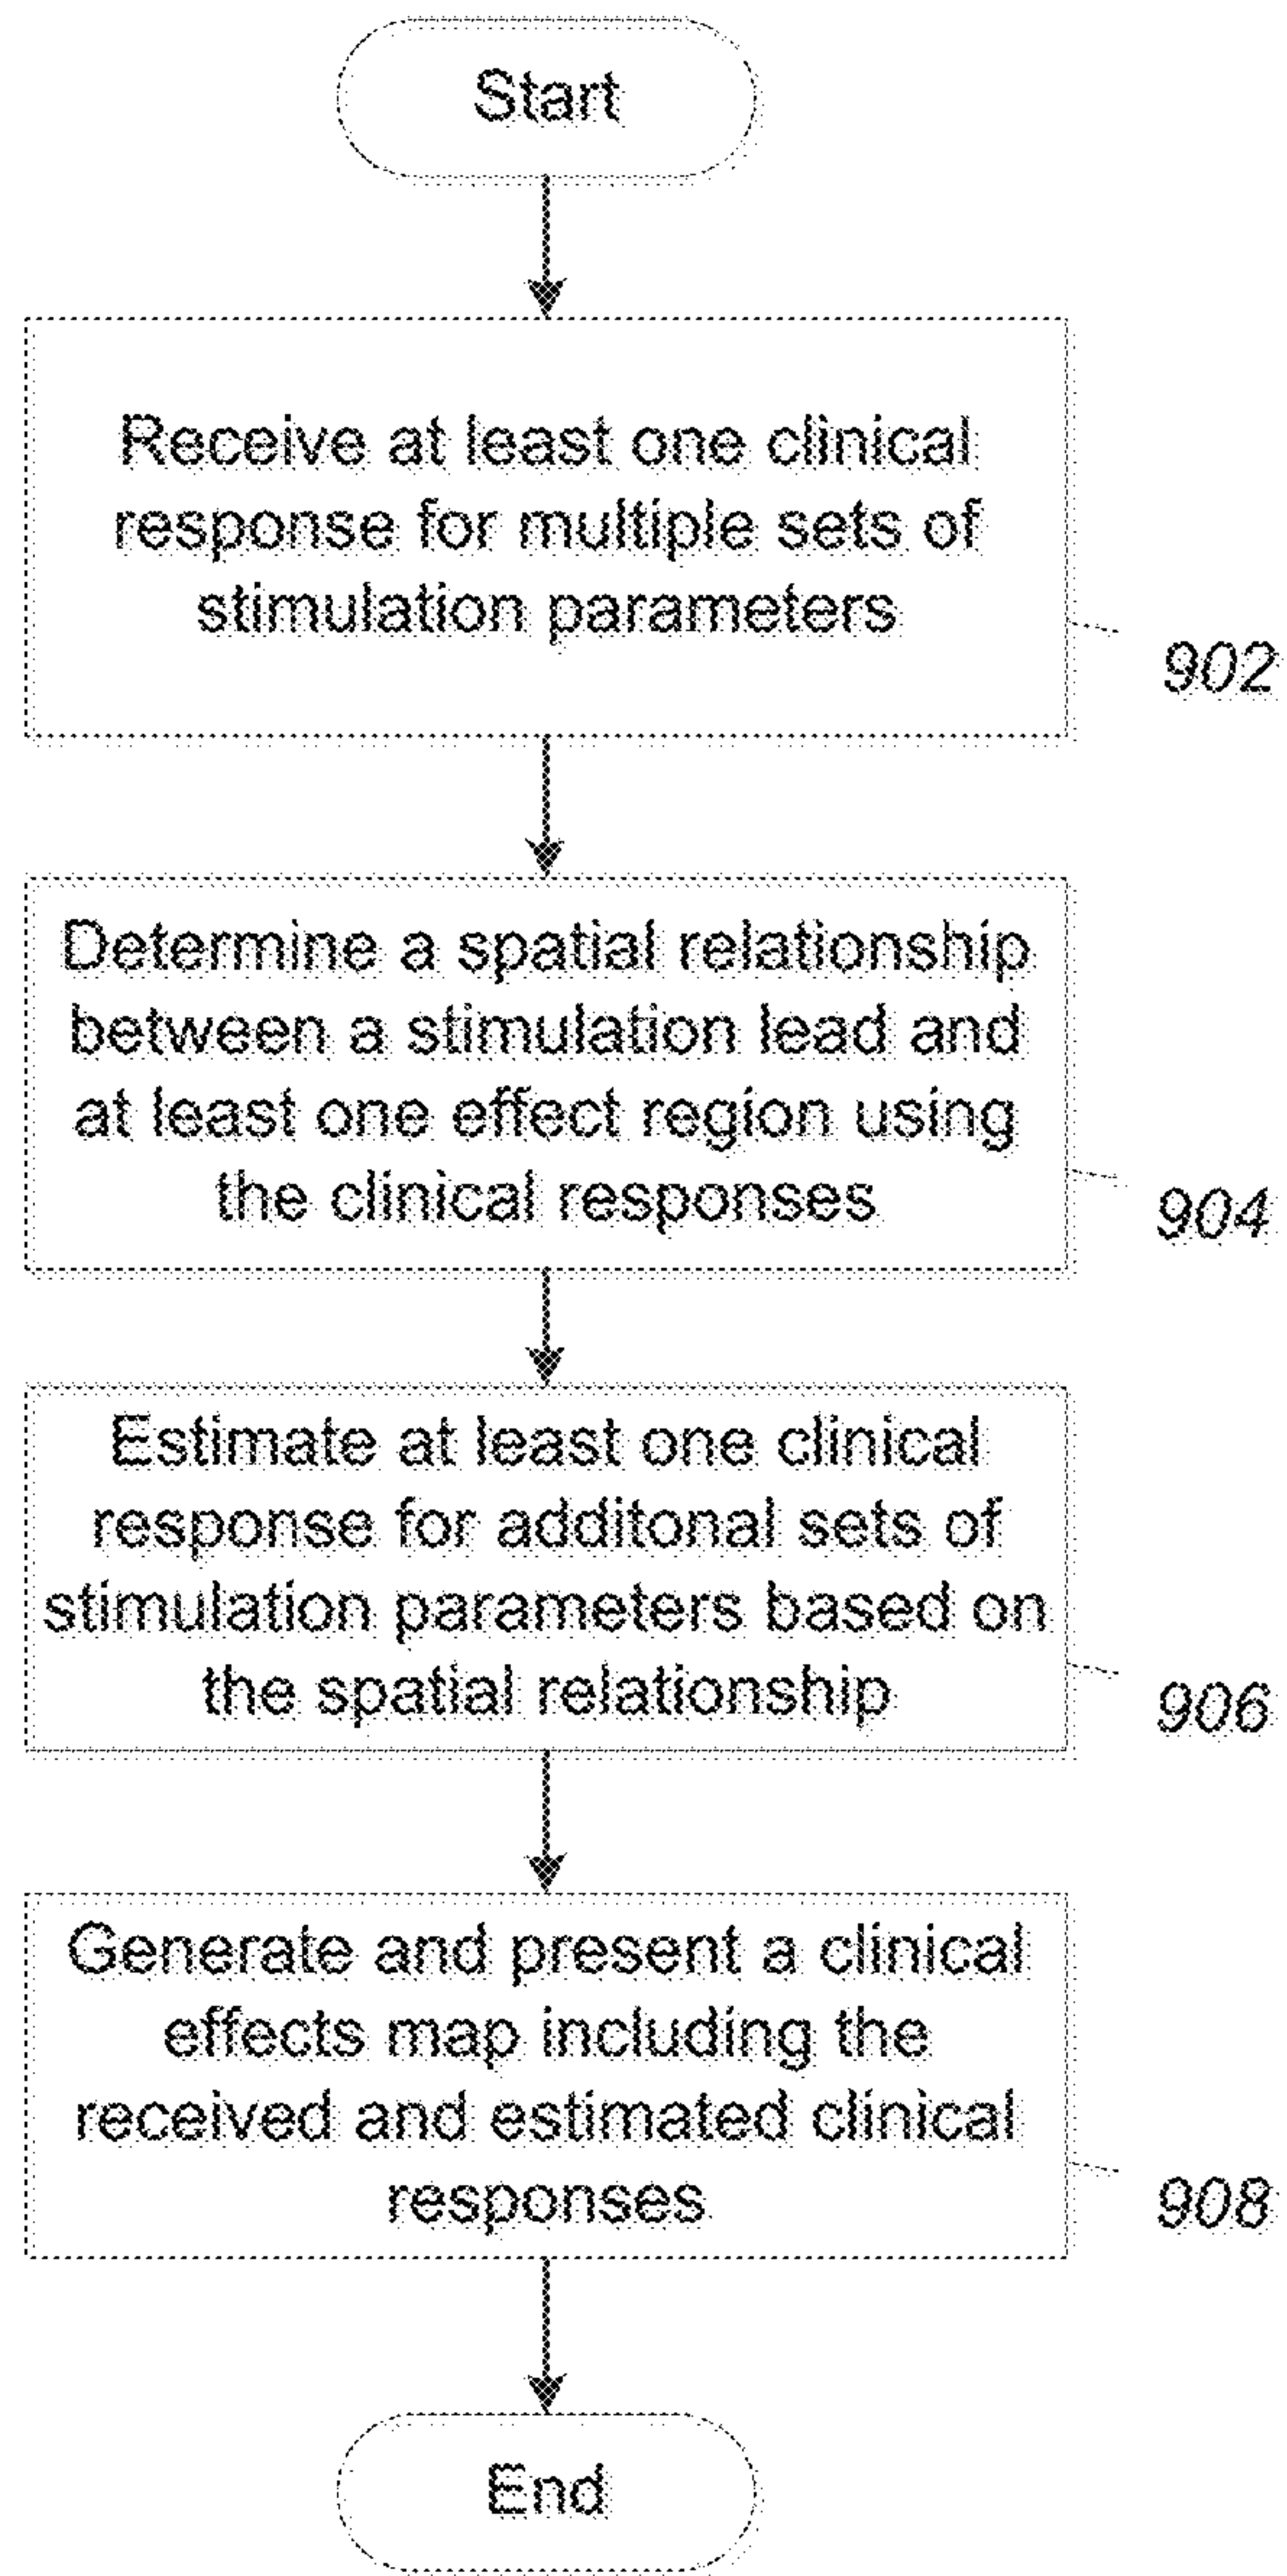 Start
Receive at least one clinical
response for multiple sets of
stimulation parameters
902
Determine a spatial relationship
between a stimulation lead and
at least one effect region using
the clinical responses
904
Estimate at least one clinical
response for additonal sets of
stimulation parameters based on
the spatial relationship
906
Generate and present a clinical
effects map including the
received and estimated clinical
responses
908
End